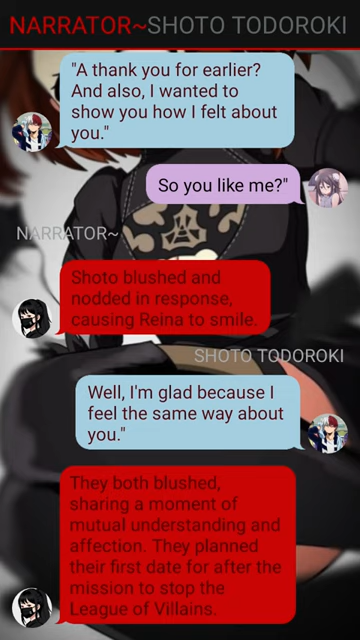 NARRATOR~SHOTO TODOROKI
"A thank you for earlier?
And also, I wanted to
show you how I felt about
you."
So you like me?"
NARRATOR~
Shoto blushed and
nodded in response,
causing Reina to smile.
SHOTO TODOROKI
Well, I'm glad because I
feel the same way about
you."
They both blushed,
sharing a moment of
mutual understanding and
affection. They planned
their first date for after the
mission to stop the
League of Villains.